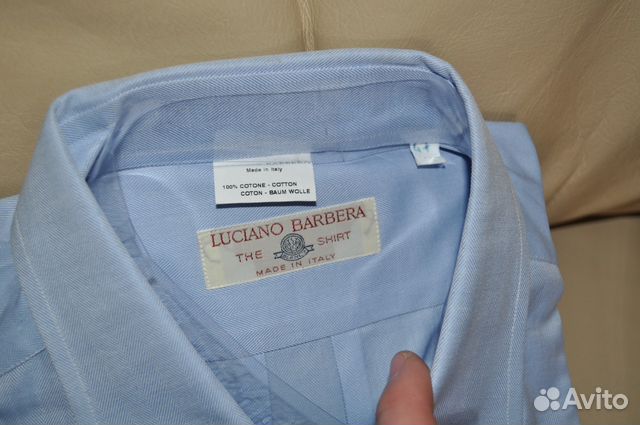 Made in Italy
100% COTONE - COTTON
COTON - BAUM WOLLE
LUCIANO BARBERA
THE SHIRT
MADE IN ITALY
Avito